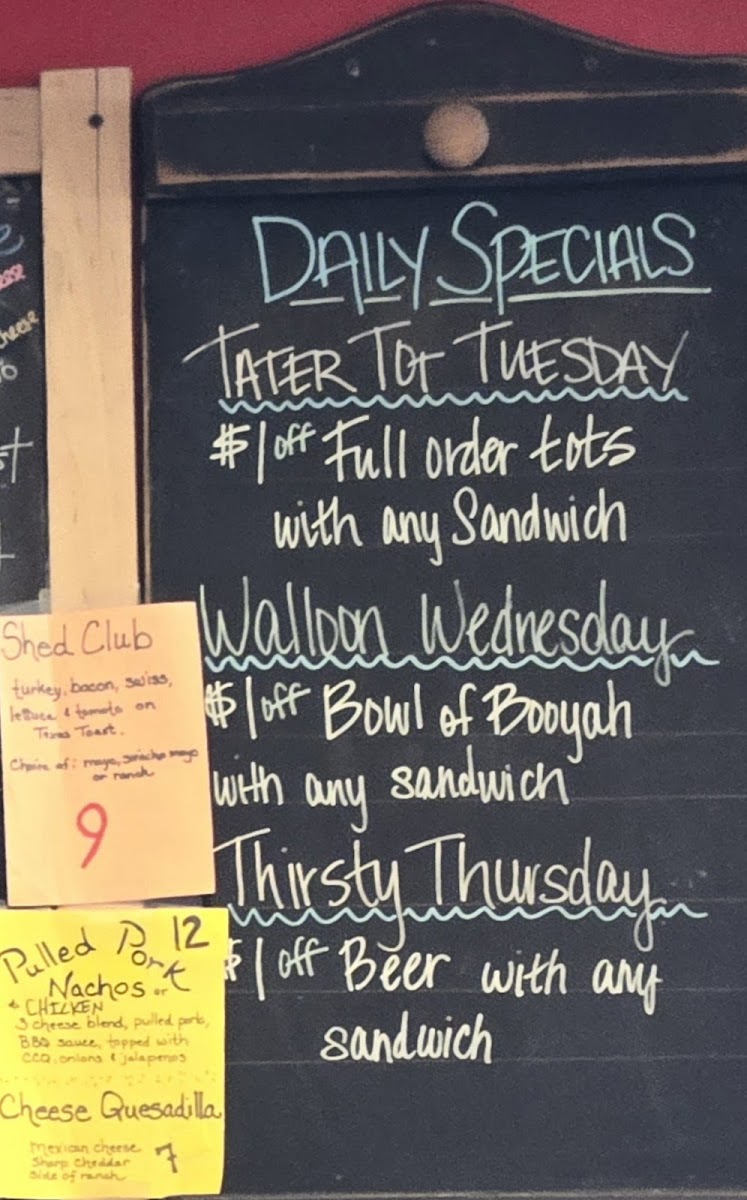 DAILY SPECIALS
TATER TOT TUESDAY
$1 off Full order tots
with any Sandwich
Walloon Wednesday
$1 off Bowl of Booyah
with any sandwich
Thirsty Thursday
$1 off Beer with any
sandwich
Shed Club
turkey, bacon, swiss,
lettuce & tomato on
Texas Toast.
Choice of: mayo, sriracha mayo
or ranch
9
Pulled Pork 12
Nachos or
CHICKEN
3 cheese blend, pulled pork,
BBQ sauce, topped with
onions & jalapenos
Cheese Quesadilla
Mexican cheese
Sharp Cheddar 7
side of ranch
cheese